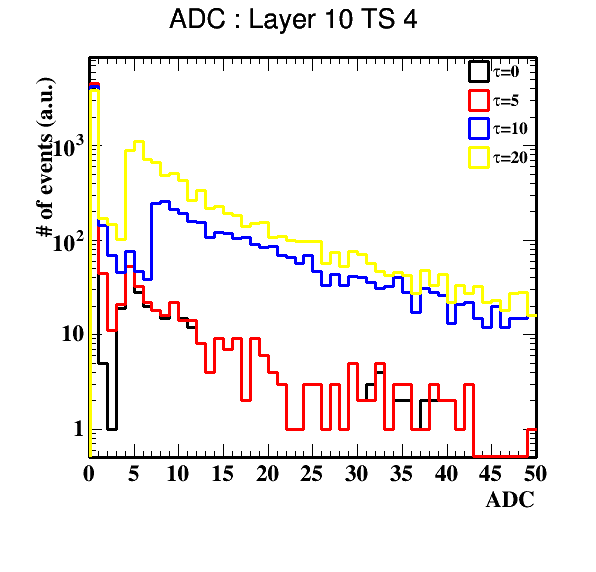 ADC : Layer 10 TS 4
# of events (a.u.)
10³
10²
10
1
τ=0
τ=5
τ=10
τ=20
0 5 10 15 20 25 30 35 40 45 50
ADC